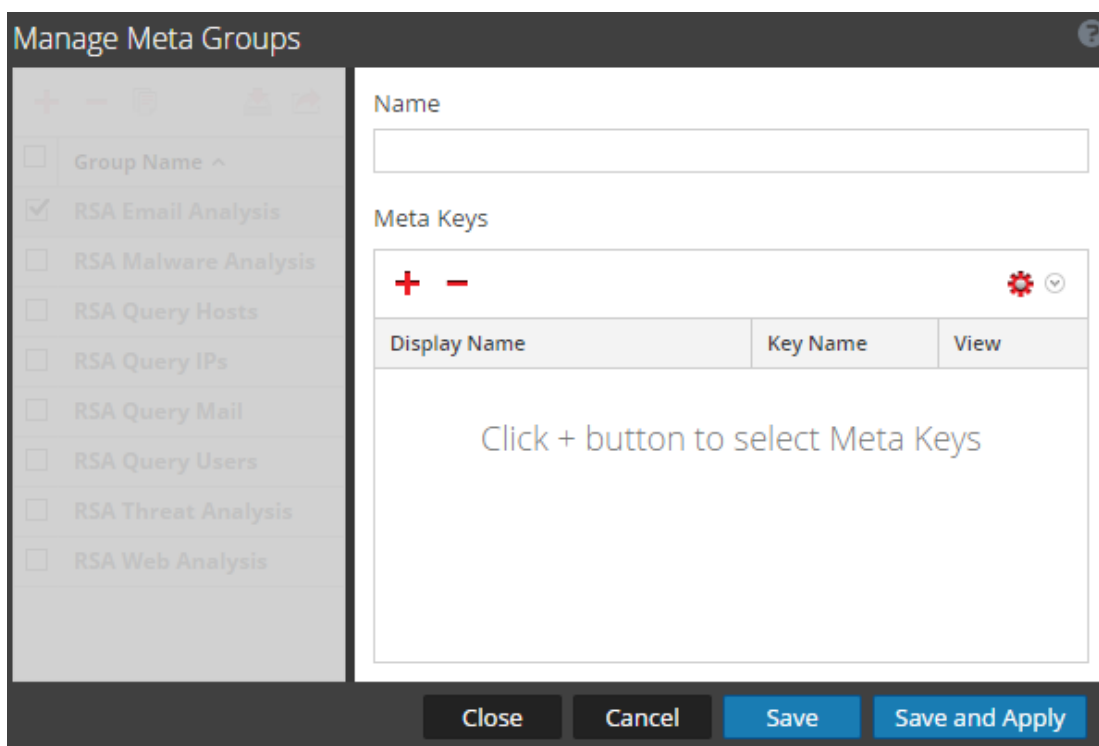 Manage Meta Groups
?
Group Name
RSA Email Analysis
RSA Malware Analysis
RSA Query Hosts
RSA Query IPs
RSA Query Mail
RSA Query Users
RSA Threat Analysis
RSA Web Analysis
Name
Meta Keys
Display Name Key Name View
Click + button to select Meta Keys
Close Cancel Save Save and Apply